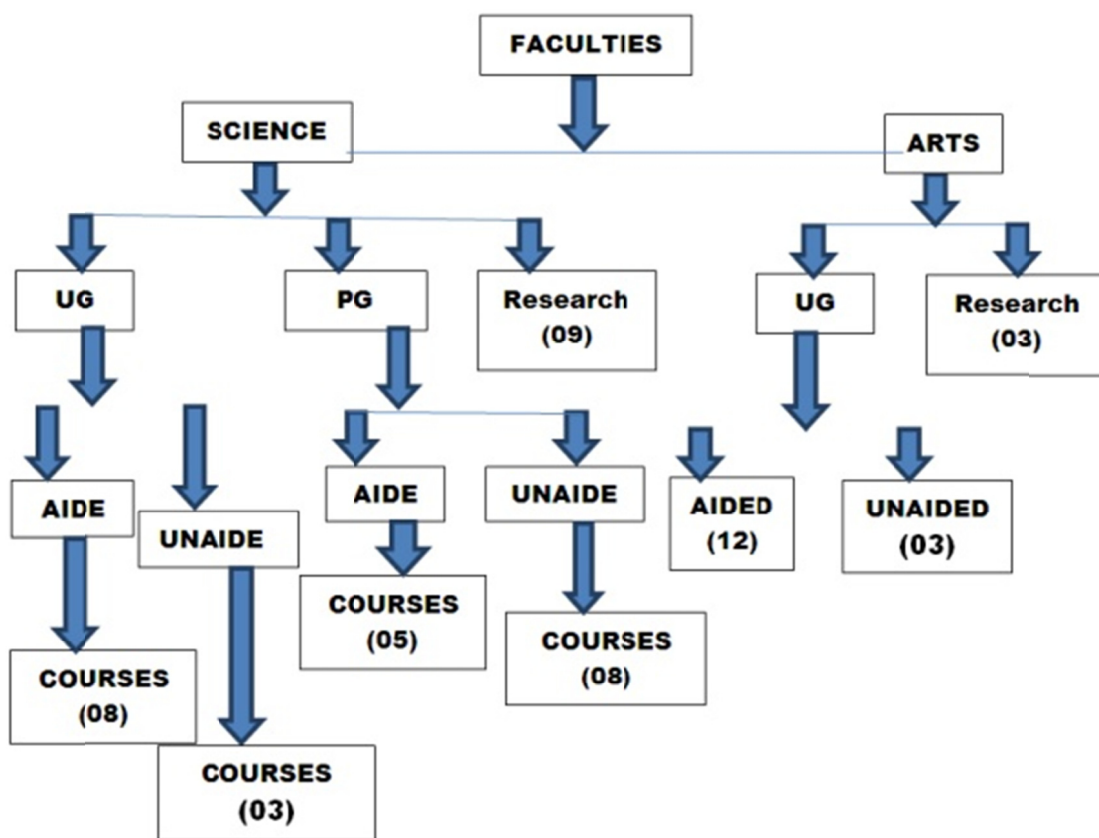 FACULTIES
SCIENCE
ARTS
UG
PG
Research
(09)
UG
Research
(03)
AIDE
UNAIDE
AIDE
UNAIDE
AIDED
(12)
UNAIDED
(03)
COURSES
(05)
COURSES
(08)
COURSES
(08)
COURSES
(03)